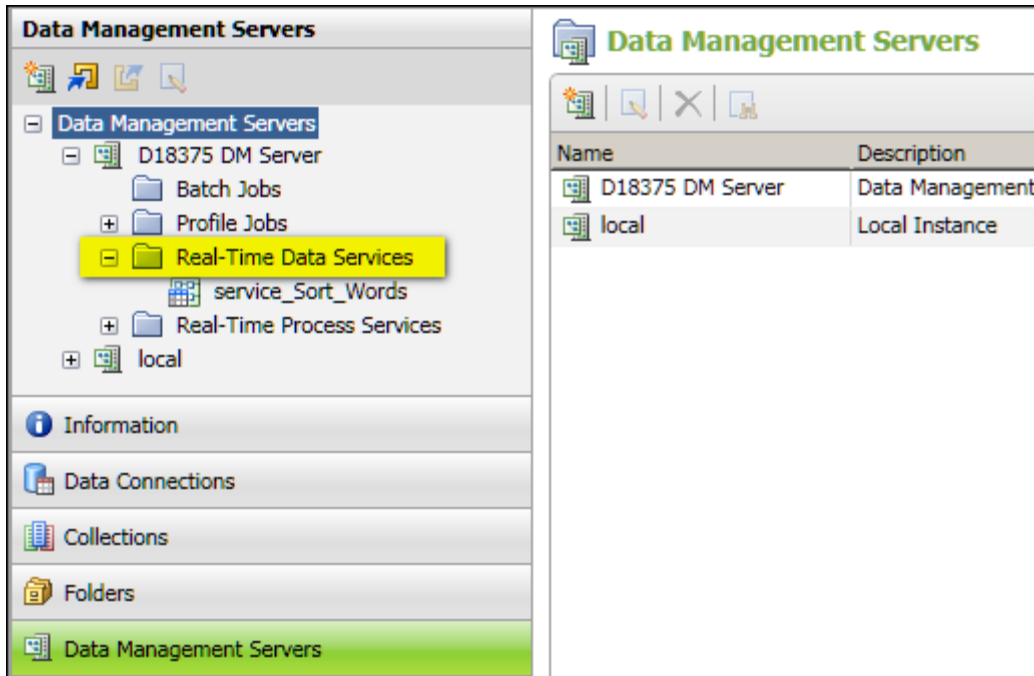 Data Management Servers
Data Management Servers
D18375 DM Server
Batch Jobs
Profile Jobs
Real-Time Data Services
service_Sort_Words
Real-Time Process Services
local
Information
Data Connections
Collections
Folders
Data Management Servers
Data Management Servers
Name Description
D18375 DM Server Data Management
local Local Instance